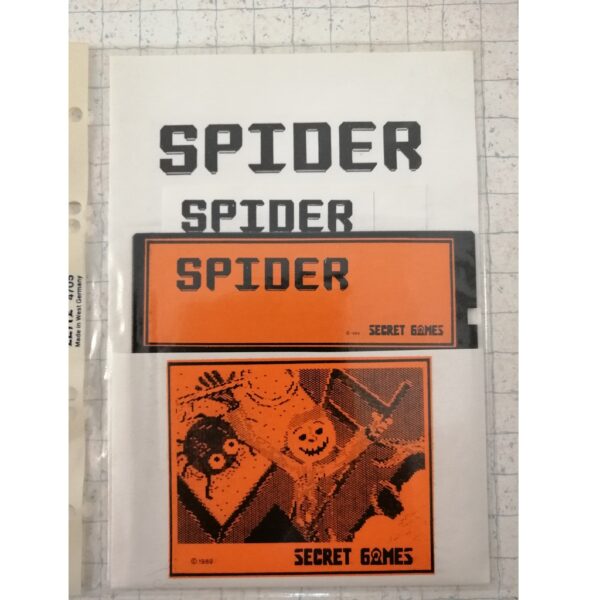 SPIDER
SPIDER
SPIDER
SECRET GAMES
© 1989
SECRET GAMES
Made in West Germany